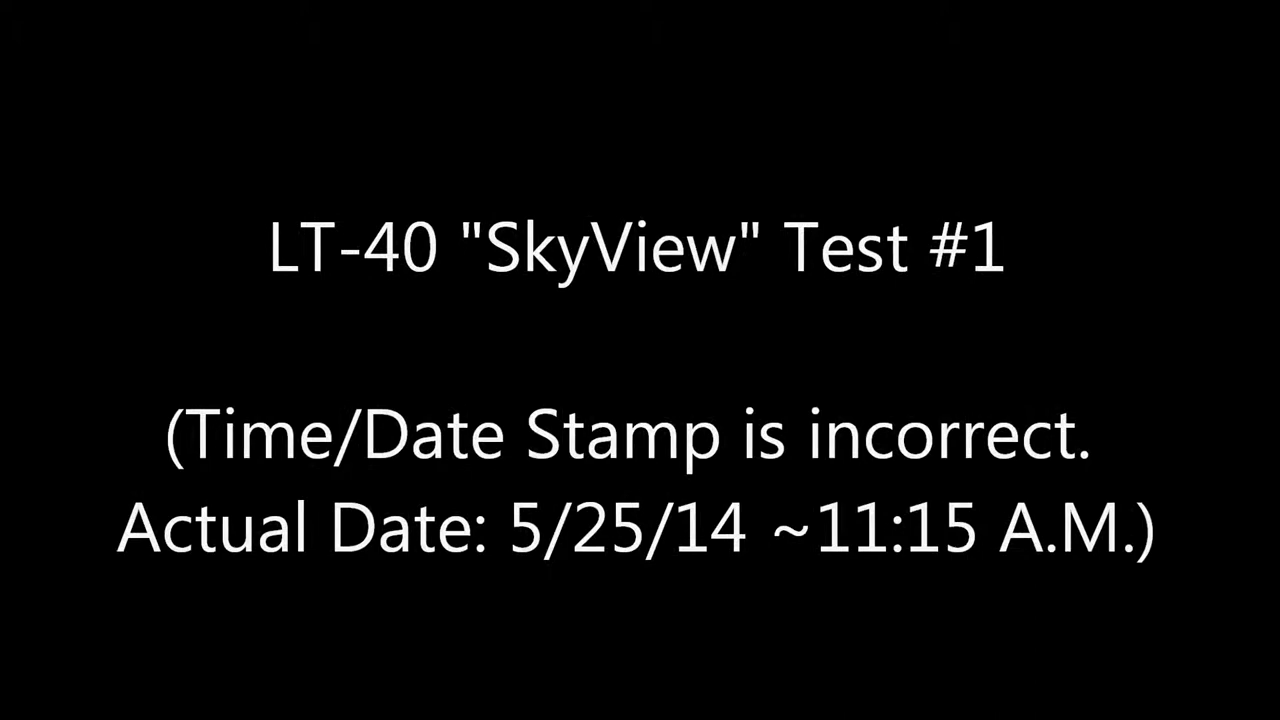 LT-40 "SkyView" Test #1
(Time/Date Stamp is incorrect.
Actual Date: 5/25/14 ~11:15 A.M.)